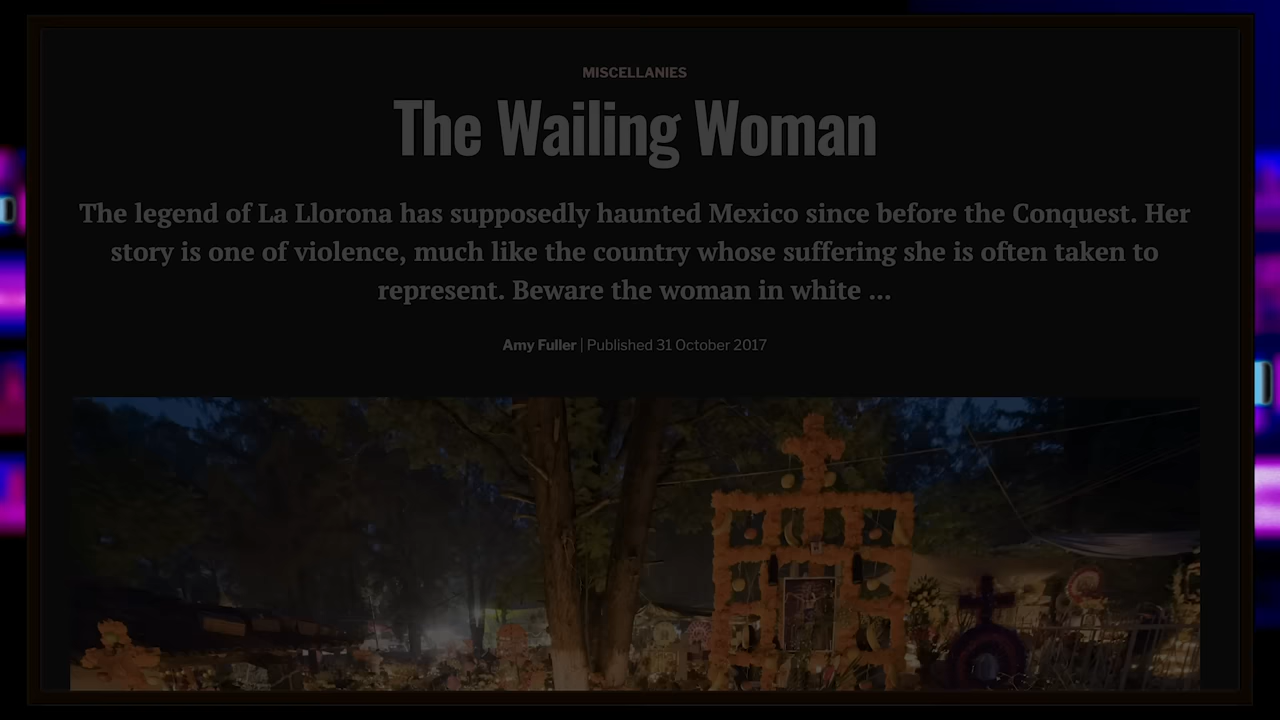 MISCELLANIES
The Wailing Woman
The legend of La Llorona has supposedly haunted Mexico since before the Conquest. Her
story is one of violence, much like the country whose suffering she is often taken to
represent. Beware the woman in white ...
Amy Fuller | Published 31 October 2017